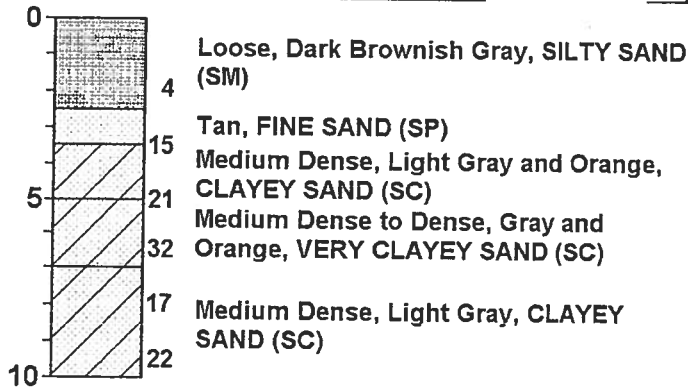 0
Loose, Dark Brownish Gray, SILTY SAND
4 (SM)
Tan, FINE SAND (SP)
15
Medium Dense, Light Gray and Orange,
CLAYEY SAND (SC)
5 21
Medium Dense to Dense, Gray and
32 Orange, VERY CLAYEY SAND (SC)
17 Medium Dense, Light Gray, CLAYEY
SAND (SC)
22
10